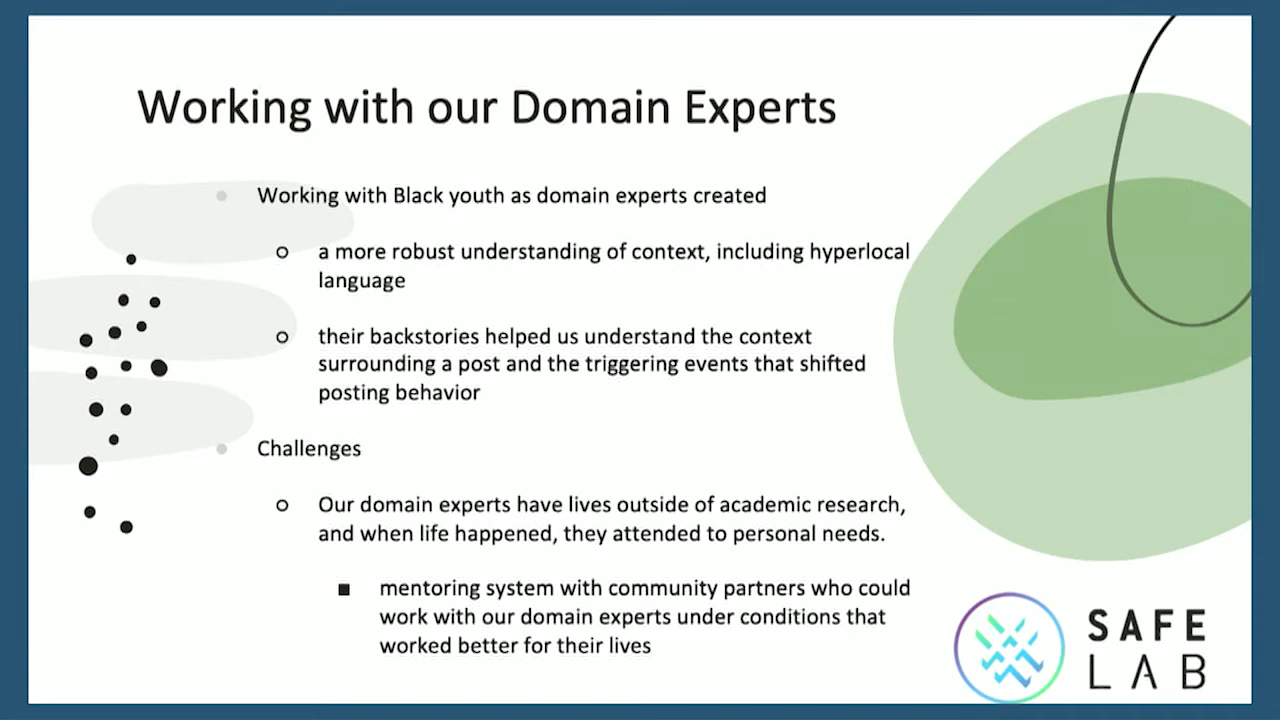 Working with our Domain Experts
Working with Black youth as domain experts created
a more robust understanding of context, including hyperlocal
language
their backstories helped us understand the context
surrounding a post and the triggering events that shifted
posting behavior
Challenges
Our domain experts have lives outside of academic research,
and when life happened, they attended to personal needs.
mentoring system with community partners who could
work with our domain experts under conditions that
worked better for their lives
SAFE
LAB